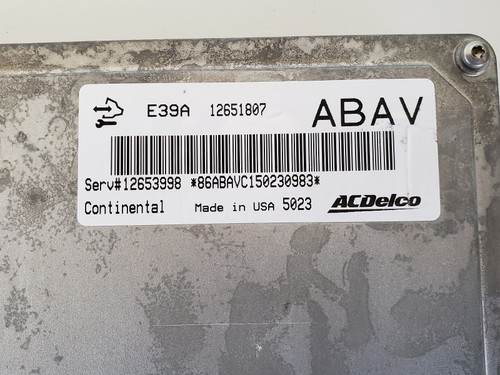 E39A 12651807 ABAV
Serv#12653998 *86ABAVC150230983*
Continental Made in USA 5023 ACDelco